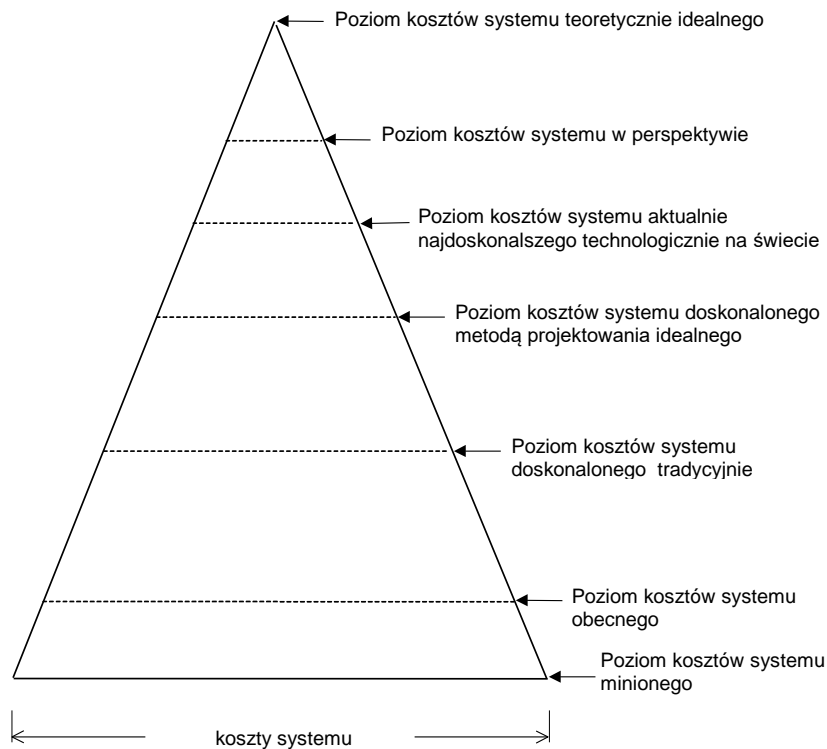 Poziom kosztów systemu teoretycznie idealnego
Poziom kosztów systemu w perspektywie
Poziom kosztów systemu aktualnie
najdoskonalszego technologicznie na świecie
Poziom kosztów systemu doskonalonego
metodą projektowania idealnego
Poziom kosztów systemu
doskonalonego tradycyjnie
Poziom kosztów systemu
obecnego
Poziom kosztów systemu
minionego
koszty systemu